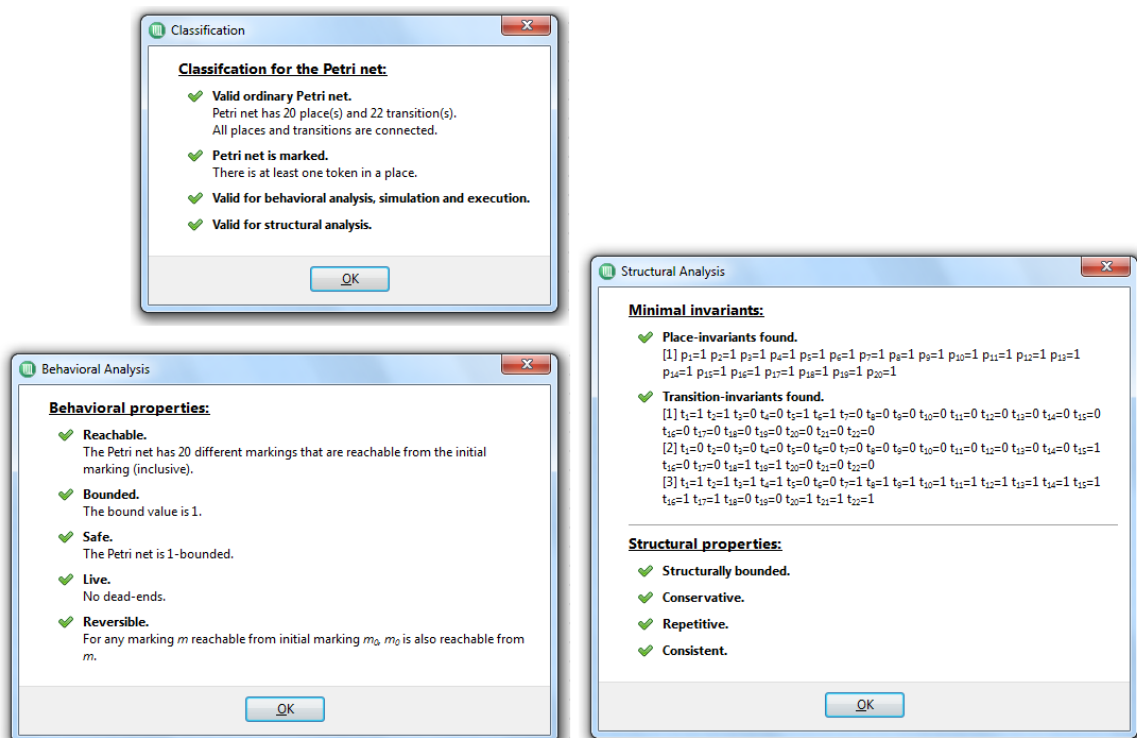 Classification
Classifcation for the Petri net:
Valid ordinary Petri net.
Petri net has 20 place(s) and 22 transition(s).
All places and transitions are connected.
Petri net is marked.
There is at least one token in a place.
Valid for behavioral analysis, simulation and execution.
Valid for structural analysis.
OK
Behavioral Analysis
Behavioral properties:
Reachable.
The Petri net has 20 different markings that are reachable from the initial
marking (inclusive).
Bounded.
The bound value is 1.
Safe.
The Petri net is 1-bounded.
Live.
No dead-ends.
Reversible.
For any marking m reachable from initial marking m₀, m₀ is also reachable from
m.
OK
Structural Analysis
Minimal invariants:
Place-invariants found.
[1] p₁=1 p₂=1 p₃=1 p₄=1 p₅=1 p₆=1 p₇=1 p₈=1 p₉=1 p₁₀=1 p₁₁=1 p₁₂=1 p₁₃=1
p₁₄=1 p₁₅=1 p₁₆=1 p₁₇=1 p₁₈=1 p₁₉=1 p₂₀=1
Transition-invariants found.
[1] t₁=1 t₂=1 t₃=0 t₄=0 t₅=1 t₆=1 t₇=0 t₈=0 t₉=0 t₁₀=0 t₁₁=0 t₁₂=0 t₁₃=0 t₁₄=0 t₁₅=0
t₁₆=0 t₁₇=0 t₁₈=0 t₁₉=0 t₂₀=0 t₂₁=0 t₂₂=0
[2] t₁=0 t₂=0 t₃=0 t₄=0 t₅=0 t₆=0 t₇=0 t₈=0 t₉=0 t₁₀=0 t₁₁=0 t₁₂=0 t₁₃=0 t₁₄=0 t₁₅=1
t₁₆=0 t₁₇=0 t₁₈=1 t₁₉=1 t₂₀=0 t₂₁=0 t₂₂=0
[3] t₁=1 t₂=1 t₃=1 t₄=1 t₅=0 t₆=0 t₇=1 t₈=1 t₉=1 t₁₀=1 t₁₁=1 t₁₂=1 t₁₃=1 t₁₄=1 t₁₅=1
t₁₆=1 t₁₇=1 t₁₈=0 t₁₉=0 t₂₀=1 t₂₁=1 t₂₂=1
Structural properties:
Structurally bounded.
Conservative.
Repetitive.
Consistent.
OK